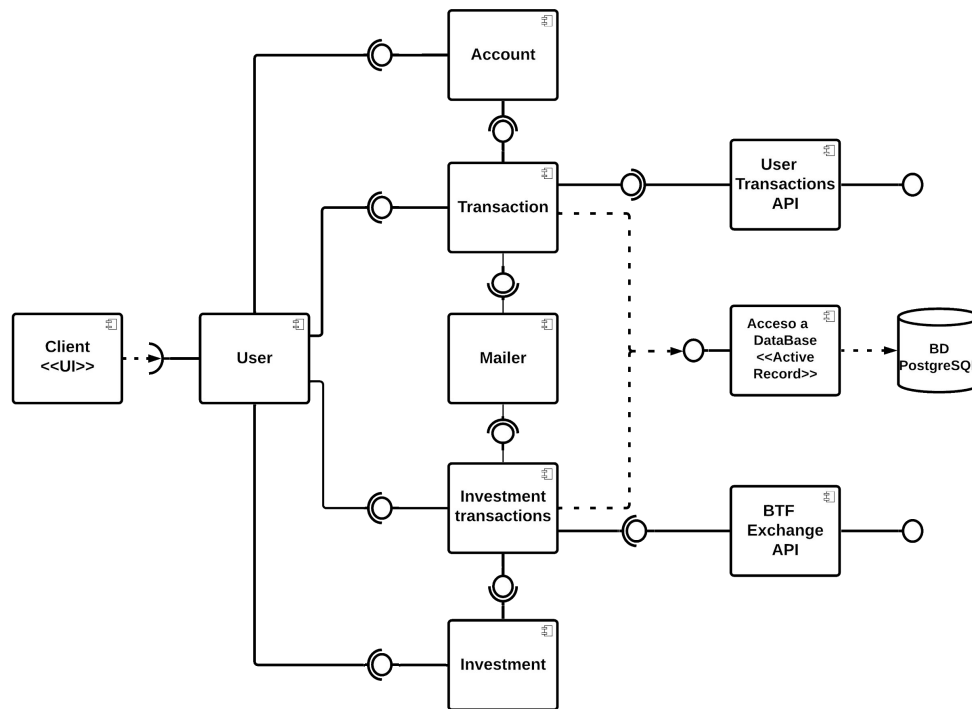 Account
User
Transactions
API
Transaction
Client
<<UI>>
User
Mailer
Acceso a
DataBase
<<Active
Record>>
BD
PostgreSQL
Investment
transactions
BTF
Exchange
API
Investment